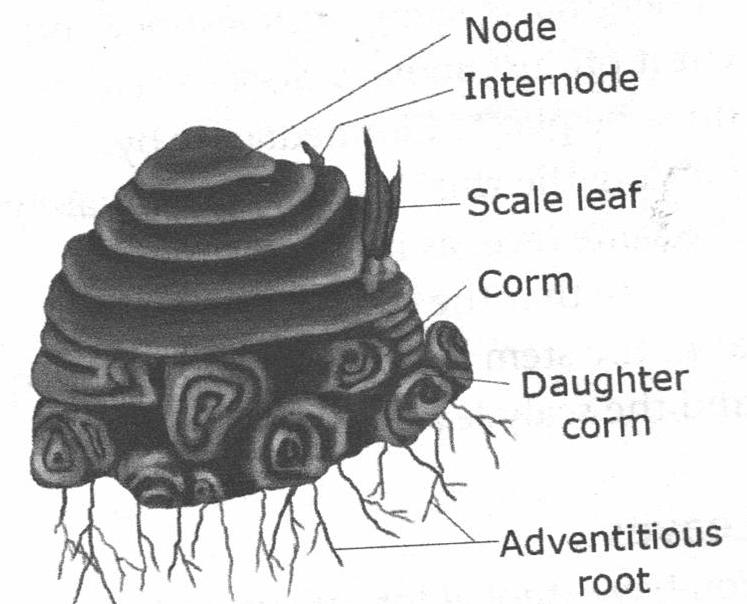 Node
Internode
Scale leaf
Corm
Daughter
corm
Adventitious
root